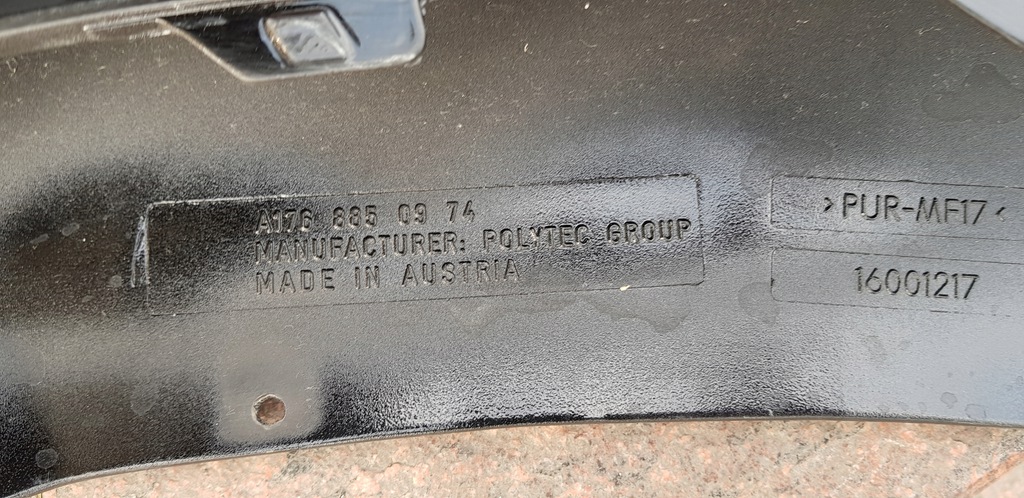 A176 885 09 74
MANUFACTURER: POLYTEC GROUP
MADE IN AUSTRIA
>PUR-MF17<
16001217